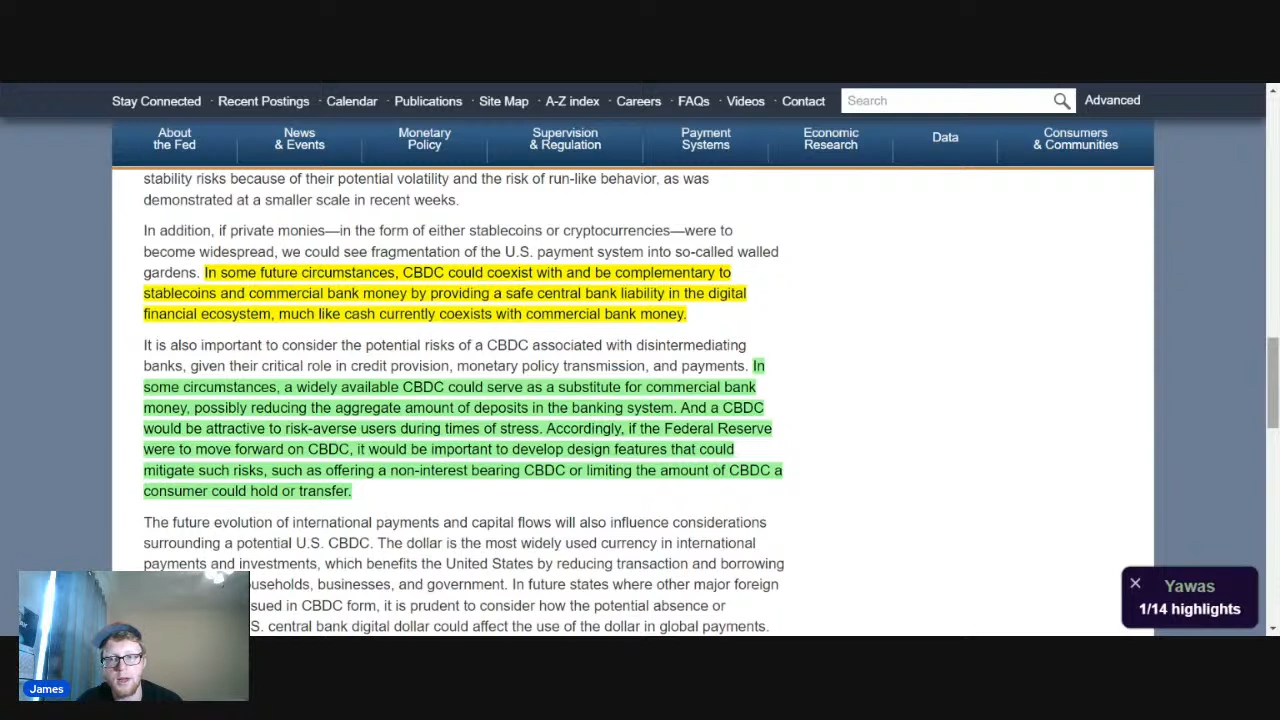 Stay Connected · Recent Postings · Calendar · Publications · Site Map · A-Z index · Careers · FAQs · Videos · Contact Search Advanced
About the Fed
News & Events
Monetary Policy
Supervision & Regulation
Payment Systems
Economic Research
Data
Consumers & Communities
stability risks because of their potential volatility and the risk of run-like behavior, as was
demonstrated at a smaller scale in recent weeks.
In addition, if private monies—in the form of either stablecoins or cryptocurrencies—were to
become widespread, we could see fragmentation of the U.S. payment system into so-called walled
gardens. In some future circumstances, CBDC could coexist with and be complementary to
stablecoins and commercial bank money by providing a safe central bank liability in the digital
financial ecosystem, much like cash currently coexists with commercial bank money.
It is also important to consider the potential risks of a CBDC associated with disintermediating
banks, given their critical role in credit provision, monetary policy transmission, and payments. In
some circumstances, a widely available CBDC could serve as a substitute for commercial bank
money, possibly reducing the aggregate amount of deposits in the banking system. And a CBDC
would be attractive to risk-averse users during times of stress. Accordingly, if the Federal Reserve
were to move forward on CBDC, it would be important to develop design features that could
mitigate such risks, such as offering a non-interest bearing CBDC or limiting the amount of CBDC a
consumer could hold or transfer.
The future evolution of international payments and capital flows will also influence considerations
surrounding a potential U.S. CBDC. The dollar is the most widely used currency in international
payments and investments, which benefits the United States by reducing transaction and borrowing
useholds, businesses, and government. In future states where other major foreign
sued in CBDC form, it is prudent to consider how the potential absence or
S. central bank digital dollar could affect the use of the dollar in global payments.
Yawas
1/14 highlights
James